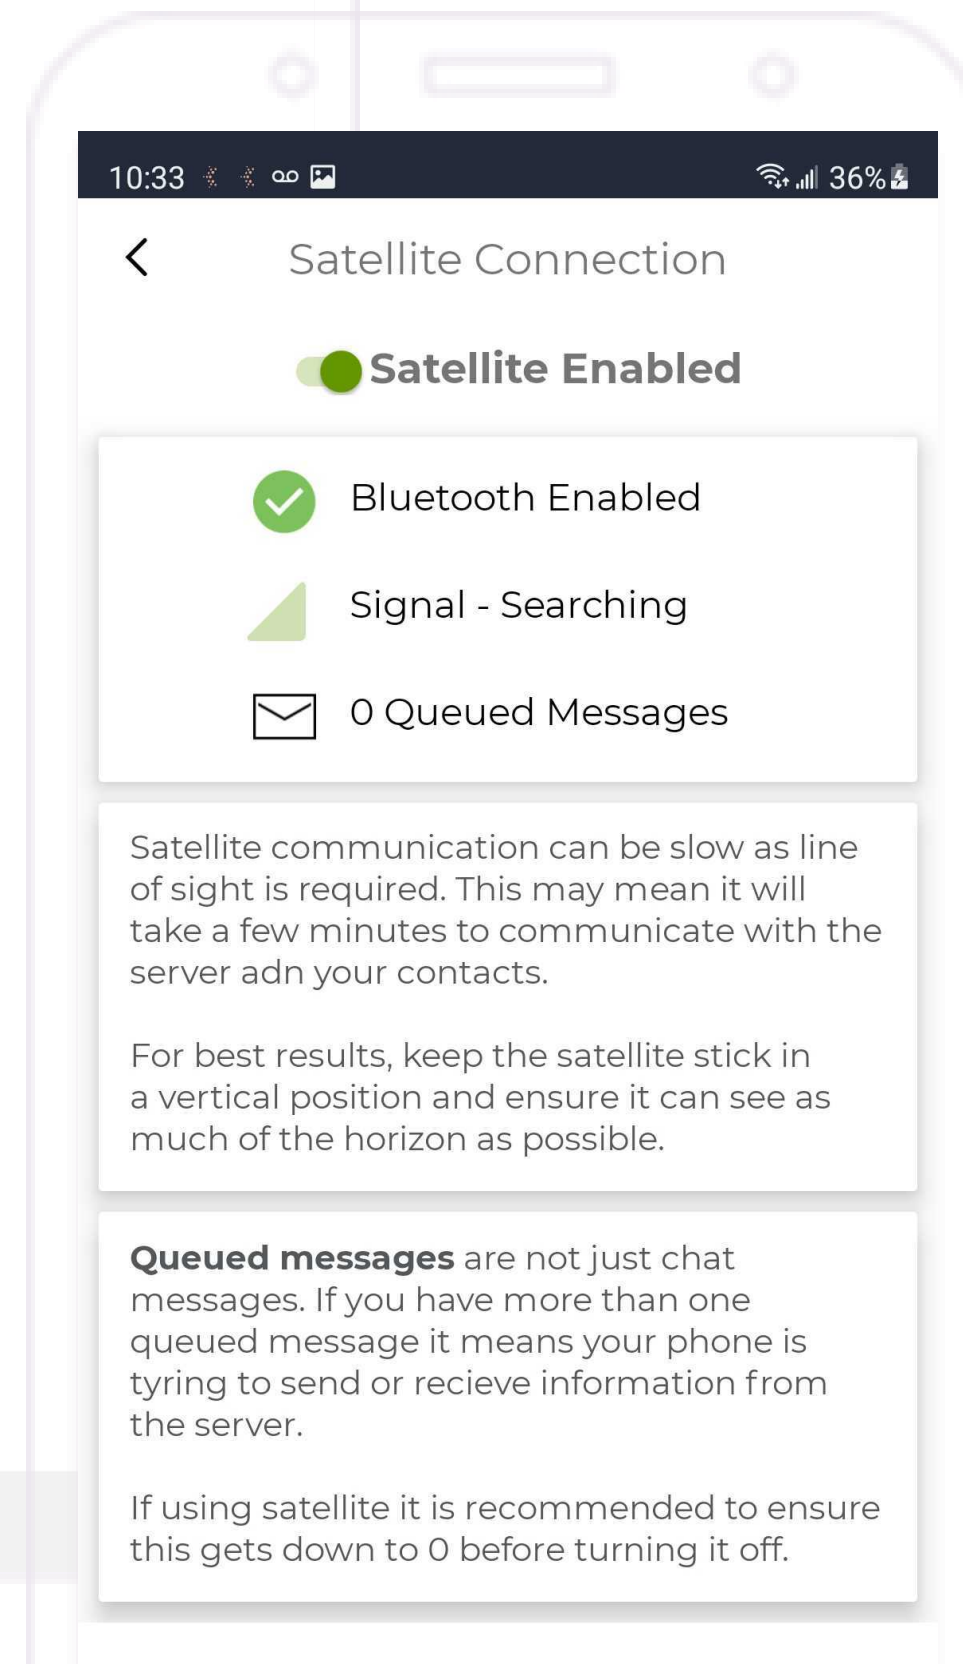 10:33 36%
Satellite Connection
Satellite Enabled
Bluetooth Enabled
Signal - Searching
0 Queued Messages
Satellite communication can be slow as line
of sight is required. This may mean it will
take a few minutes to communicate with the
server adn your contacts.
For best results, keep the satellite stick in
a vertical position and ensure it can see as
much of the horizon as possible.
Queued messages are not just chat
messages. If you have more than one
queued message it means your phone is
tyring to send or recieve information from
the server.
If using satellite it is recommended to ensure
this gets down to 0 before turning it off.